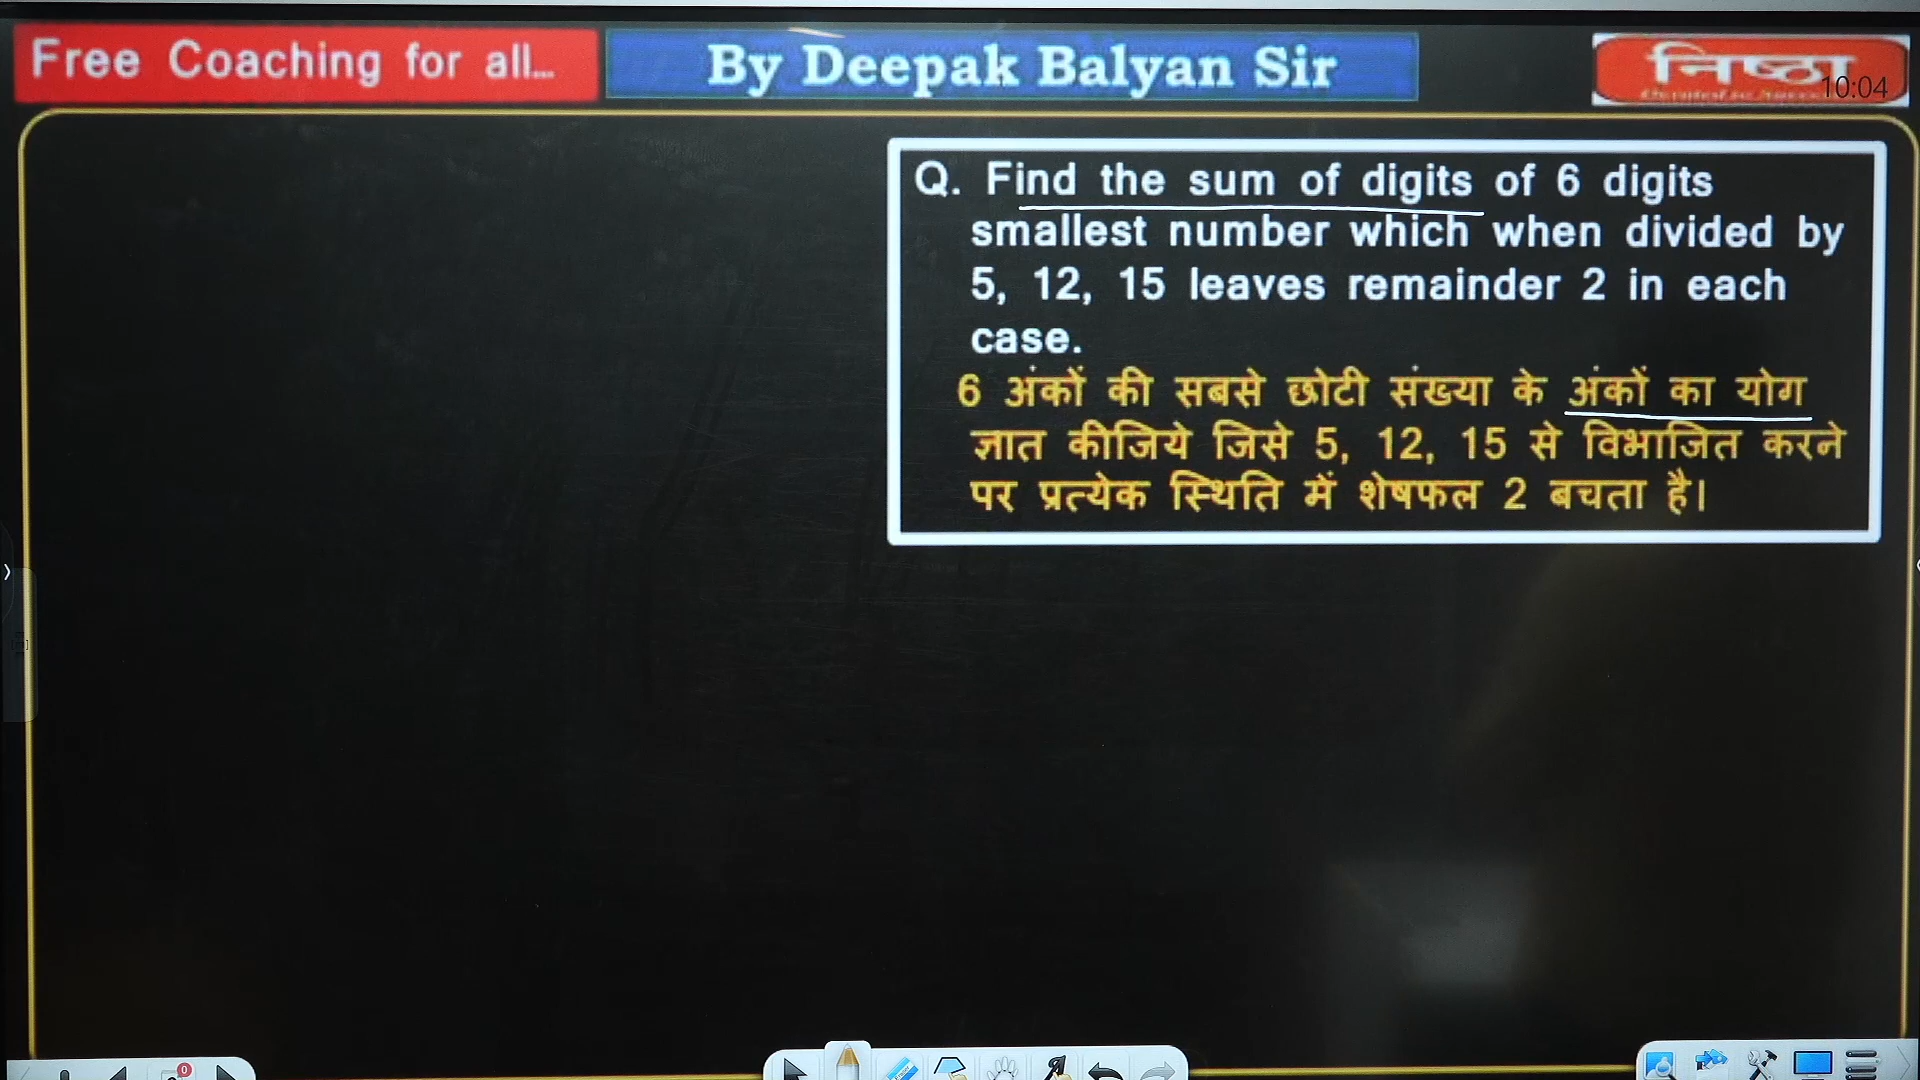 Free Coaching for all...
By Deepak Balyan Sir
निष्ठा
10:04
Q. Find the sum of digits of 6 digits
smallest number which when divided by
5, 12, 15 leaves remainder 2 in each
case.
6 अंकों की सबसे छोटी संख्या के अंकों का योग
ज्ञात कीजिये जिसे 5, 12, 15 से विभाजित करने
पर प्रत्येक स्थिति में शेषफल 2 बचता है।
0